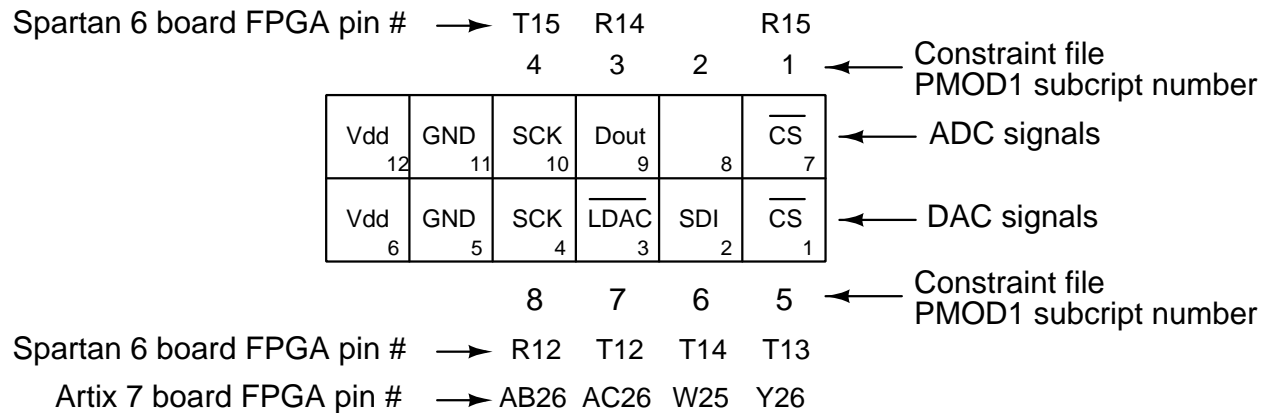 Spartan 6 board FPGA pin # T15 R14 R15
4 3 2 1 Constraint file
PMOD1 subcript number
Vdd GND SCK Dout CS ADC signals
12 11 10 9 8 7
Vdd GND SCK LDAC SDI CS DAC signals
6 5 4 3 2 1
8 7 6 5 Constraint file
PMOD1 subcript number
Spartan 6 board FPGA pin # R12 T12 T14 T13
Artix 7 board FPGA pin # AB26 AC26 W25 Y26